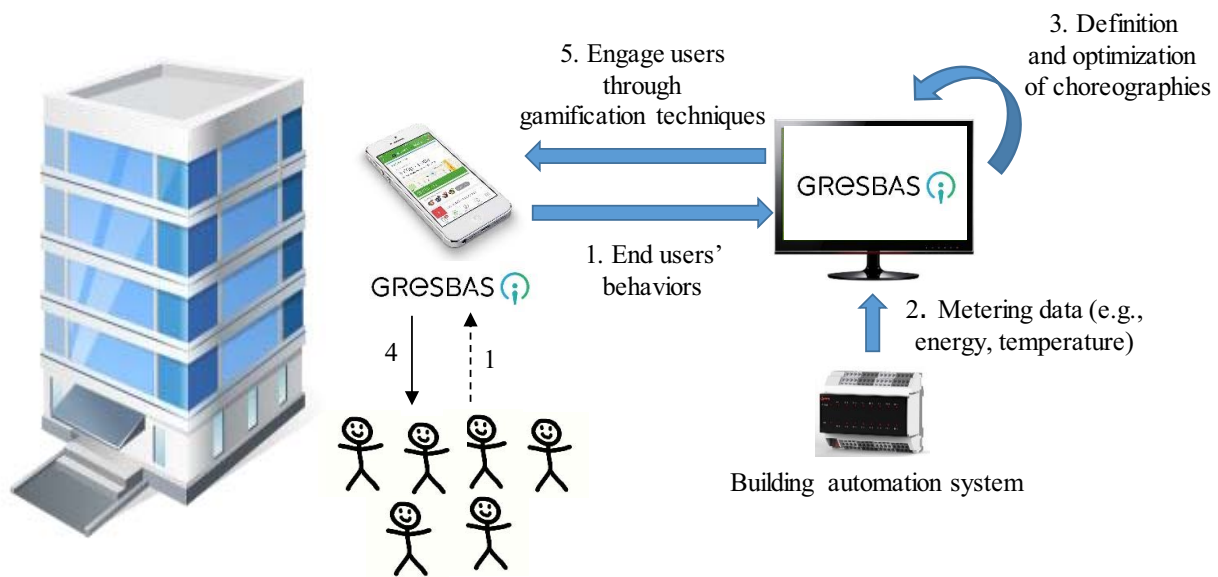 3. Definition
and optimization
of choreographies
5. Engage users
through
gamification techniques
GReSBAS
1. End users’
behaviors
GReSBAS
2. Metering data (e.g.,
energy, temperature)
4
1
Building automation system